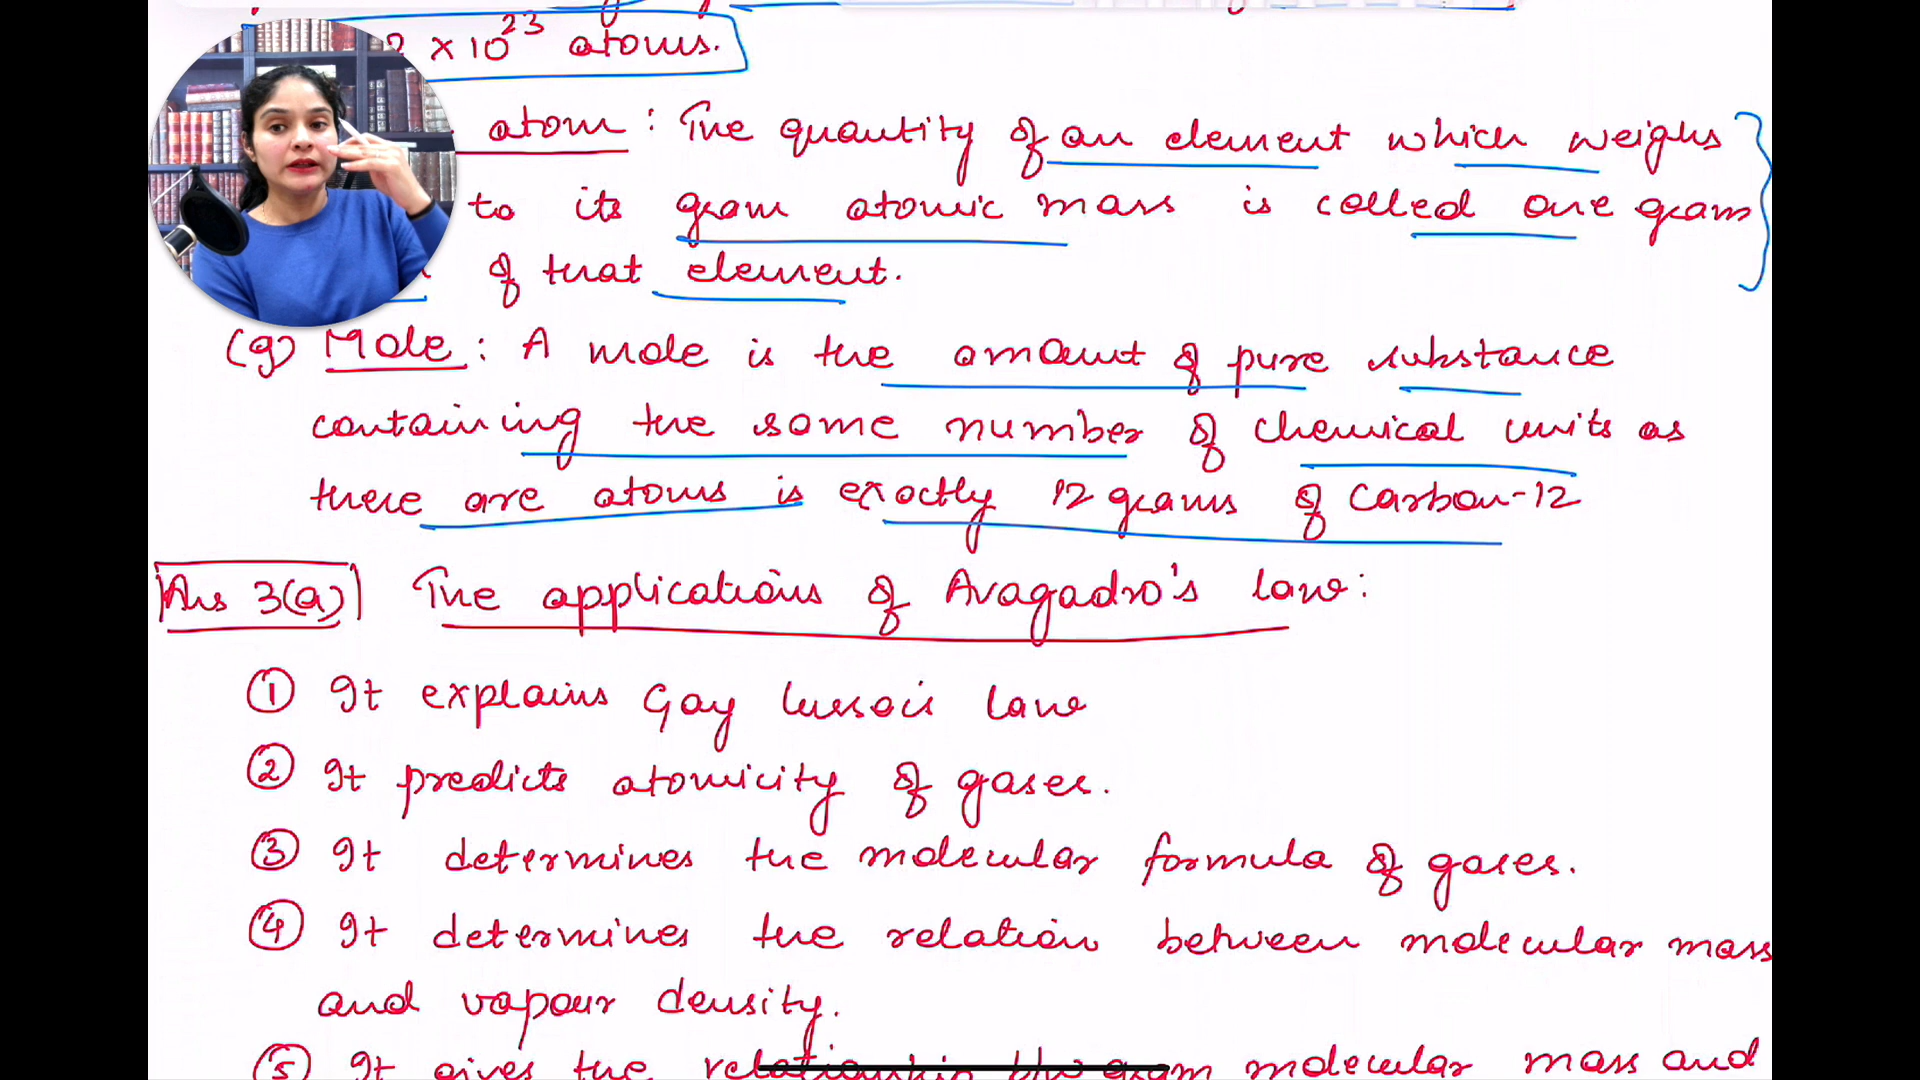 × 10²³ atoms.
atom : The quantity of an element which weighs
to its gram atomic mass is called one gram
of that element.
(g) Mole : A mole is the amount of pure substance
containing the same number of chemical units as
there are atoms is exactly 12 grams of Carbon-12
Ans 3(a) The applications of Avagadro's law :
① It explains Gay lussais law
② It predicts atomicity of gases.
③ It determines the molecular formula of gases.
④ It determines the relation between molecular mass
and vapour density.
⑤ It gives the relationship b/w gram molecular mass and